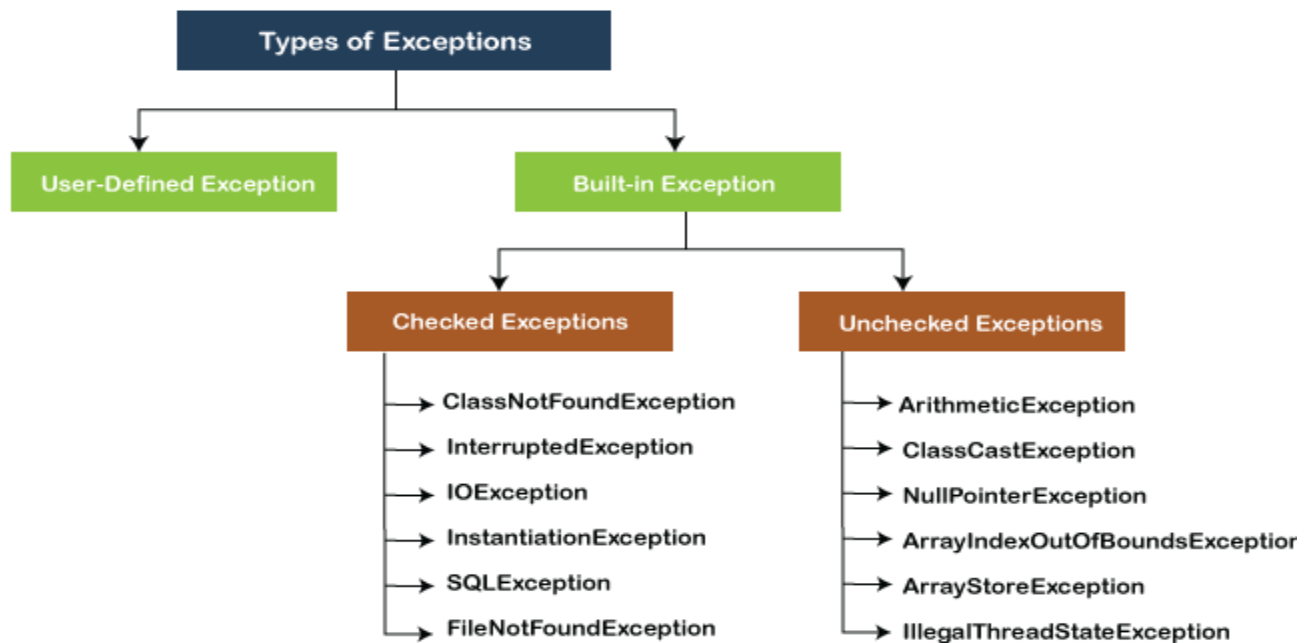 Types of Exceptions
User-Defined Exception
Built-in Exception
Checked Exceptions
Unchecked Exceptions
ClassNotFoundException
InterruptedException
IOException
InstantiationException
SQLException
FileNotFoundException
ArithmeticException
ClassCastException
NullPointerException
ArrayIndexOutOfBoundsException
ArrayStoreException
IllegalThreadStateException